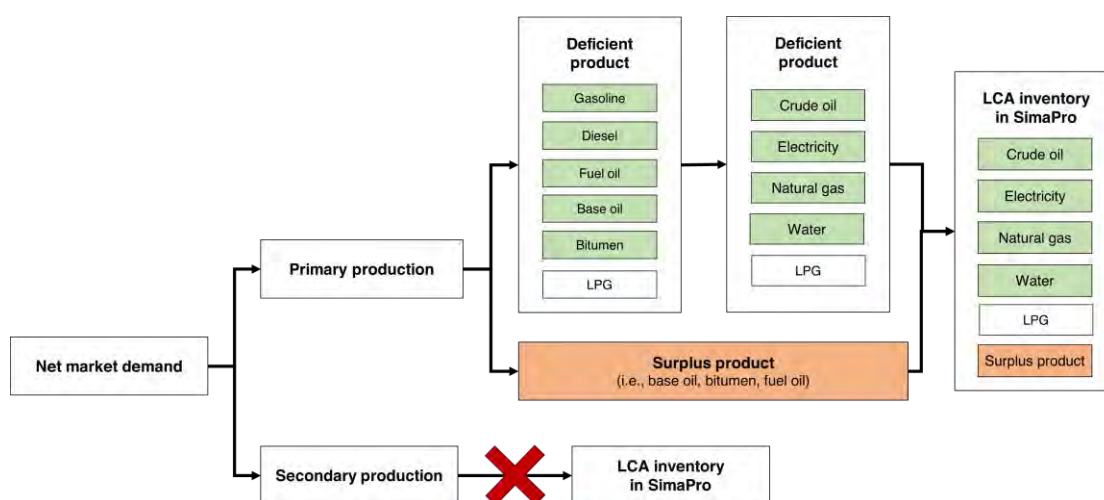 Net market demand
Primary production
Secondary production
Deficient
product
Gasoline
Diesel
Fuel oil
Base oil
Bitumen
LPG
Deficient
product
Crude oil
Electricity
Natural gas
Water
LPG
Surplus product
(i.e., base oil, bitumen, fuel oil)
LCA inventory
in SimaPro
Crude oil
Electricity
Natural gas
Water
LPG
Surplus product
LCA inventory
in SimaPro